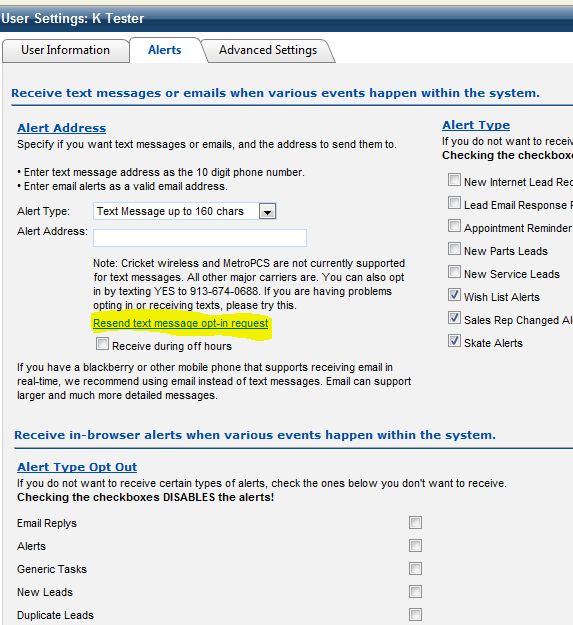 User Settings: K Tester
User Information
Alerts
Advanced Settings
Receive text messages or emails when various events happen within the system.
Alert Address
Specify if you want text messages or emails, and the address to send them to.
• Enter text message address as the 10 digit phone number.
• Enter email alerts as a valid email address.
Alert Type: Text Message up to 160 chars
Alert Address:
Note: Cricket wireless and MetroPCS are not currently supported
for text messages. All other major carriers are. You can also opt
in by texting YES to 913-674-0688. If you are having problems
opting in or receiving texts, please try this.
Resend text message opt-in request
Receive during off hours
If you have a blackberry or other mobile phone that supports receiving email in
real-time, we recommend using email instead of text messages. Email can support
larger and much more detailed messages.
Alert Type
If you do not want to receiv
Checking the checkboxe
New Internet Lead Rec
Lead Email Response R
Appointment Reminder
New Parts Leads
New Service Leads
Wish List Alerts
Sales Rep Changed Al
Skate Alerts
Receive in-browser alerts when various events happen within the system.
Alert Type Opt Out
If you do not want to receive certain types of alerts, check the ones below you don't want to receive.
Checking the checkboxes DISABLES the alerts!
Email Replys
Alerts
Generic Tasks
New Leads
Duplicate Leads